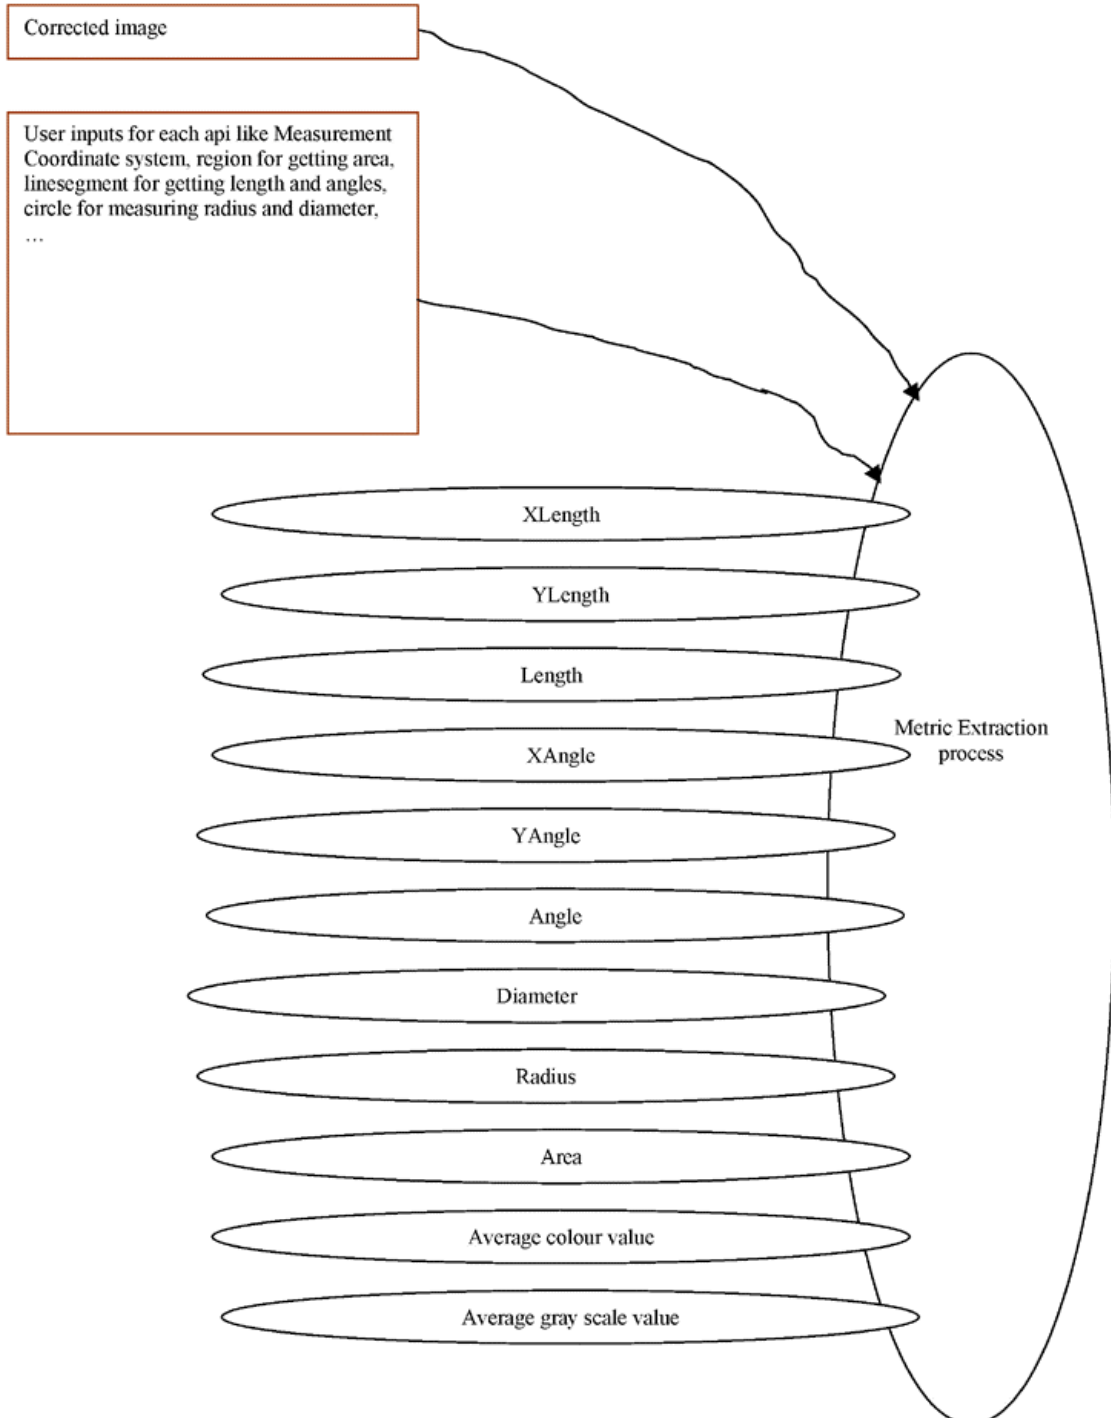 Corrected image
User inputs for each api like Measurement
Coordinate system, region for getting area,
linesegment for getting length and angles,
circle for measuring radius and diameter,
…
XLength
YLength
Length
Metric Extraction
process
XAngle
YAngle
Angle
Diameter
Radius
Area
Average colour value
Average gray scale value